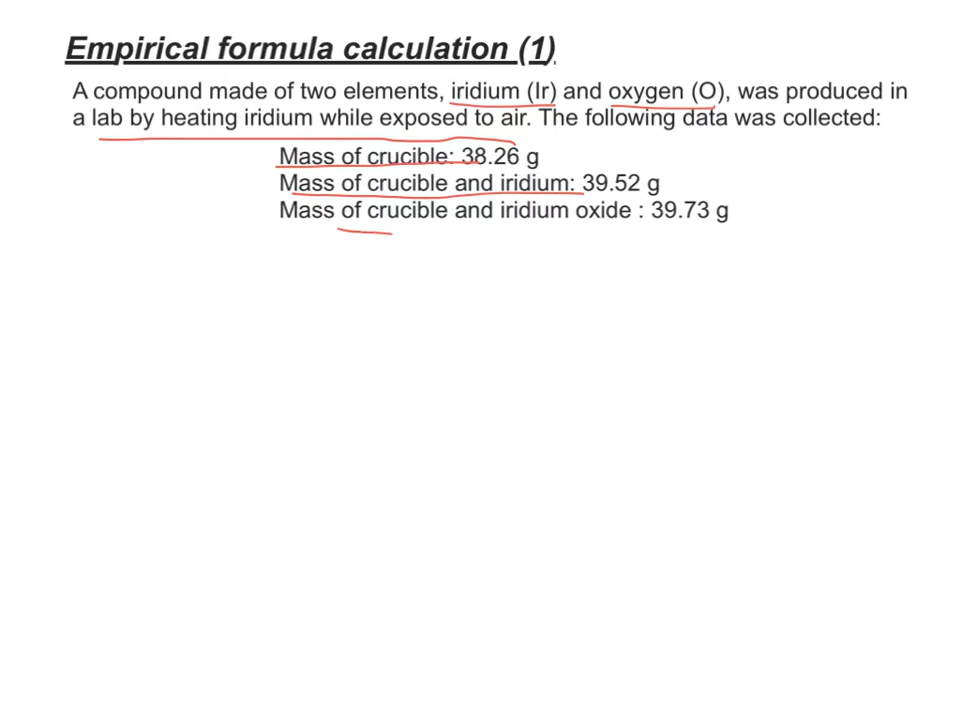 Empirical formula calculation (1)
A compound made of two elements, iridium (Ir) and oxygen (O), was produced in
a lab by heating iridium while exposed to air. The following data was collected:
Mass of crucible: 38.26 g
Mass of crucible and iridium: 39.52 g
Mass of crucible and iridium oxide : 39.73 g